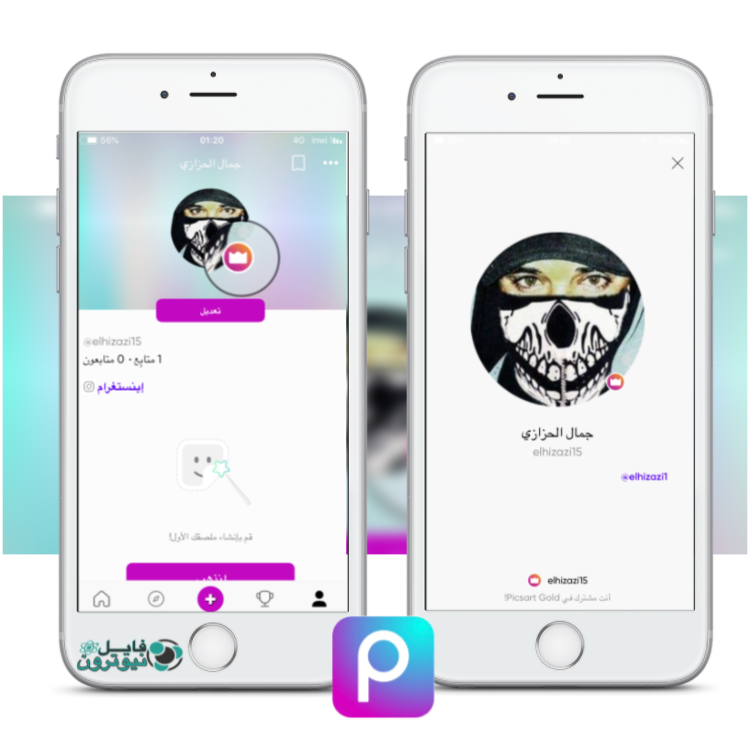 56%
01:20
4G inwi
جمال الحزازي
تعديل
@elhizazi15
1 متابع · 0 متابعون
إينستغرام
قم بإنشاء ملصقك الأول!
فايل
نيوترون
جمال الحزازي
elhizazi15
@elhizazi1
elhizazi15
أنت مشترك في Picsart Gold!
P